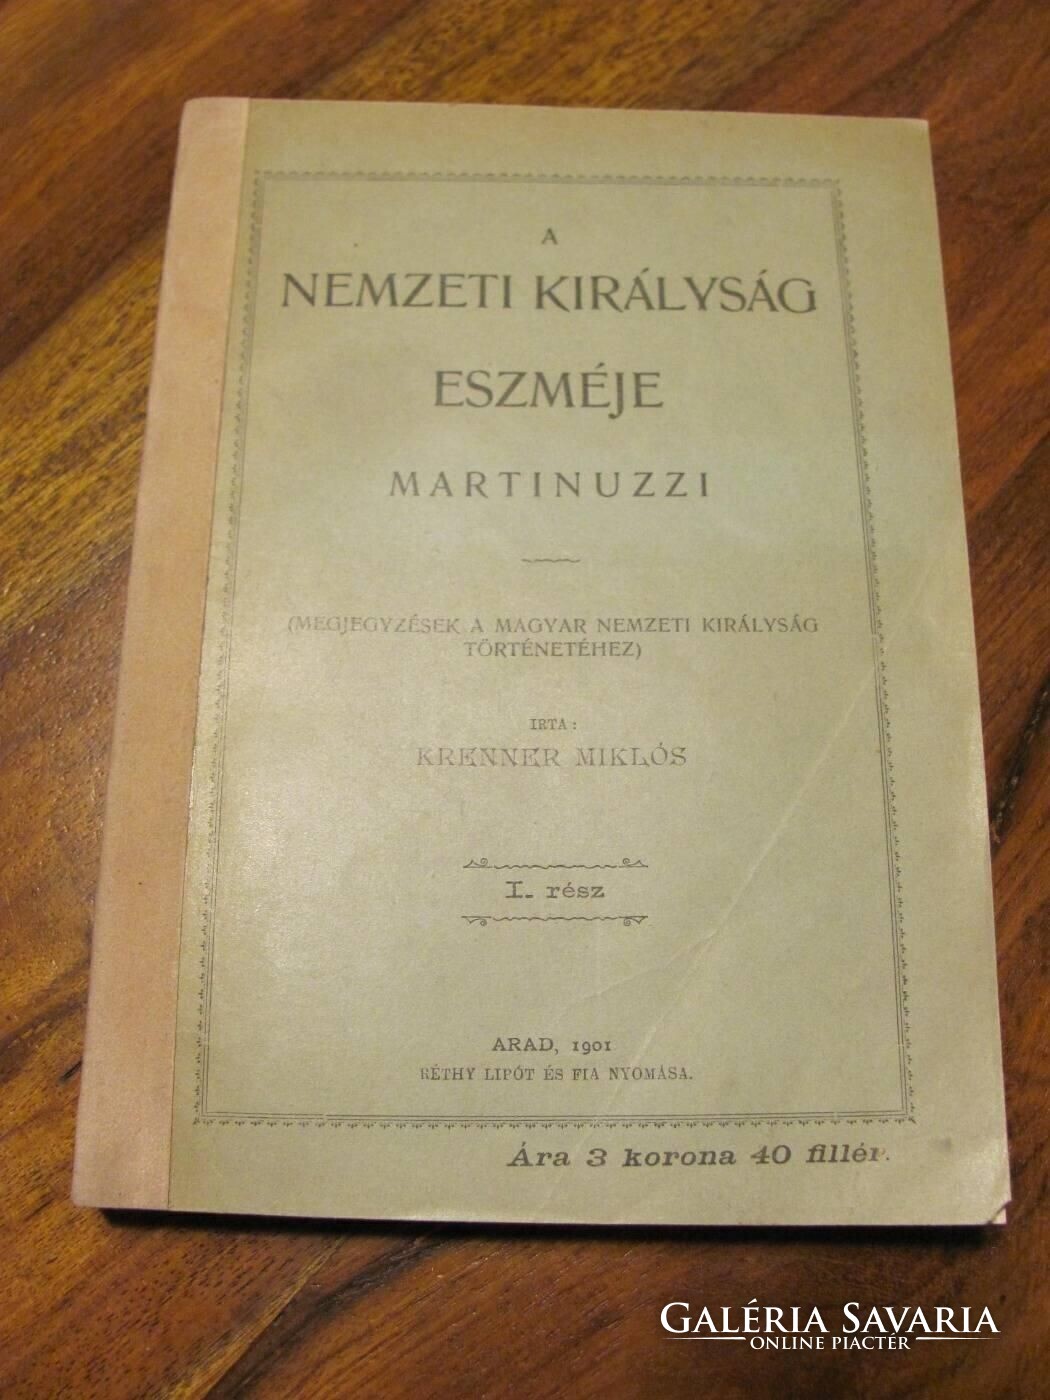 A
NEMZETI KIRÁLYSÁG
ESZMÉJE
MARTINUZZI
(MEGJEGYZÉSEK A MAGYAR NEMZETI KIRÁLYSÁG
TÖRTÉNETÉHEZ)
IRTA:
KRENNER MIKLÓS
I. rész
ARAD, 1901
RÉTHY LIPÓT ÉS FIA NYOMÁSA.
Ára 3 korona 40 fillér.
GALÉRIA SAVARIA
ONLINE PIACTÉR